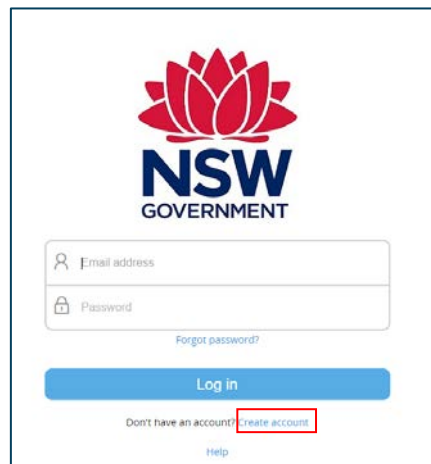 NSW
GOVERNMENT
Email address
Password
Forgot password?
Log in
Don't have an account? Create account
Help